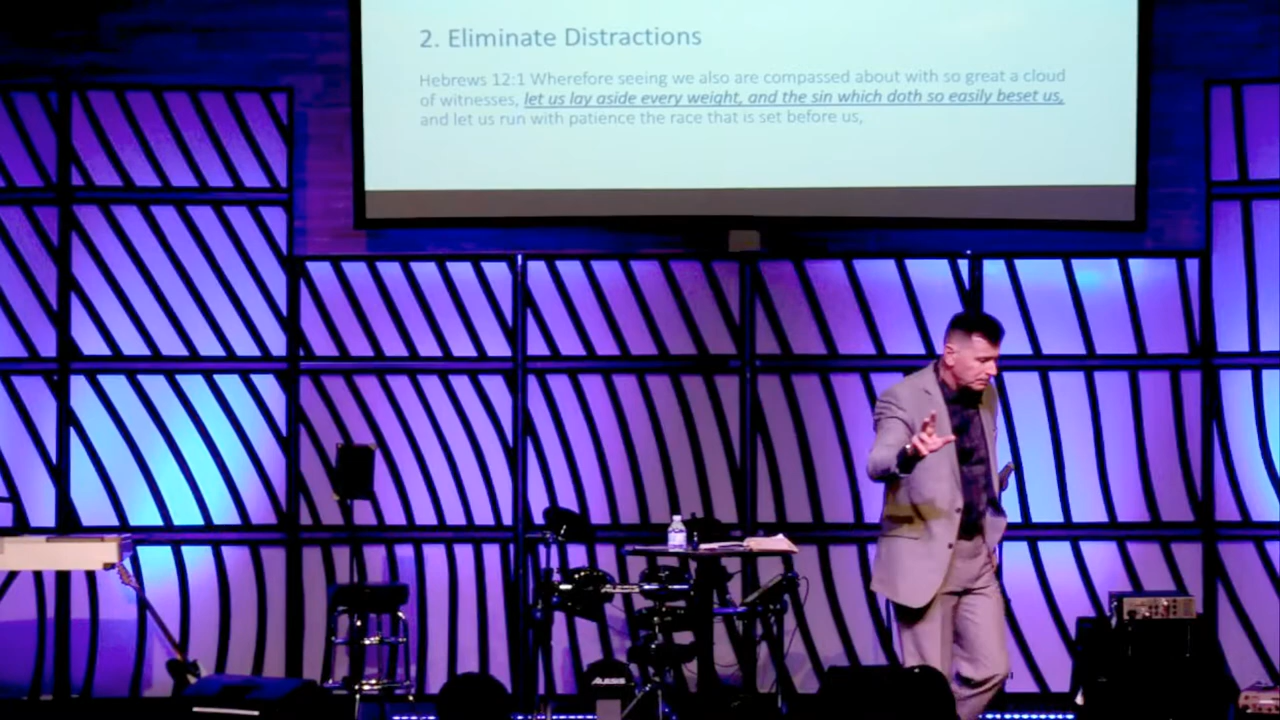 2. Eliminate Distractions
Hebrews 12:1 Wherefore seeing we also are compassed about with so great a cloud
of witnesses, let us lay aside every weight, and the sin which doth so easily beset us,
and let us run with patience the race that is set before us,
ALESIS